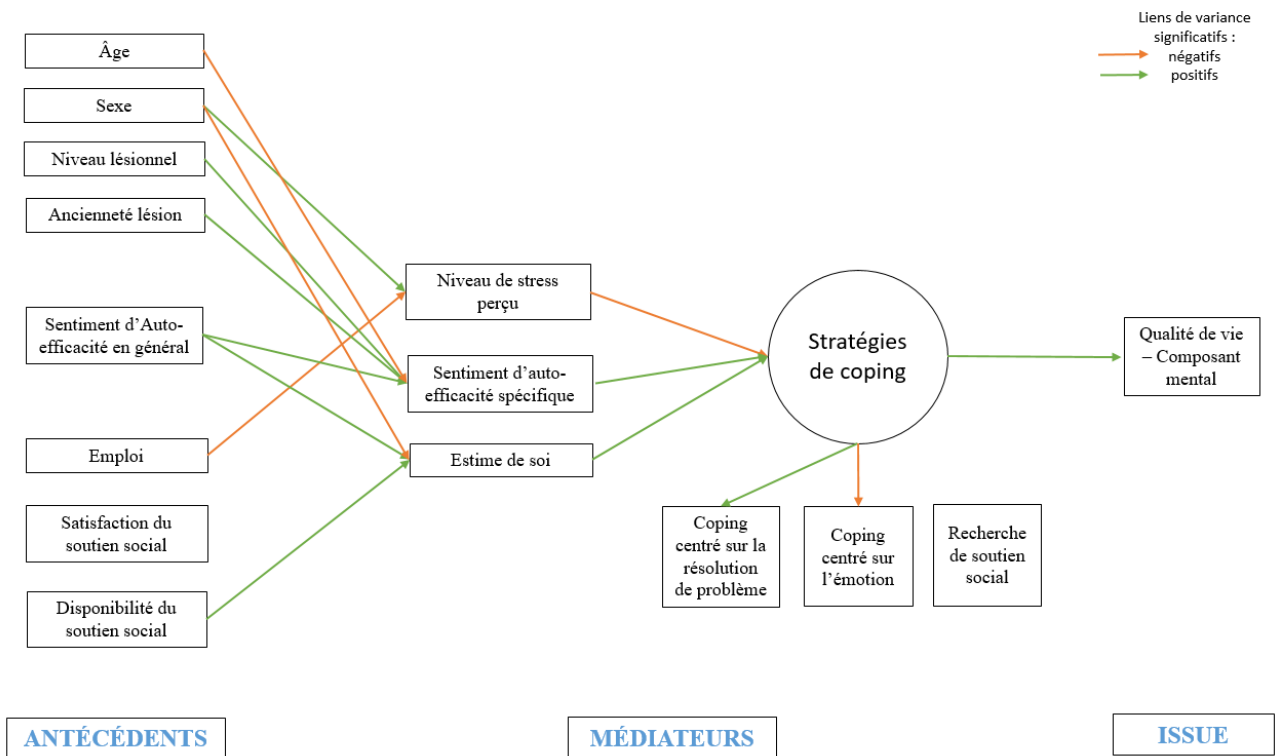 Liens de variance
significatifs :
négatifs
positifs
Âge
Sexe
Niveau lésionnel
Ancienneté lésion
Sentiment d’Auto-
efficacité en général
Emploi
Satisfaction du
soutien social
Disponibilité du
soutien social
Niveau de stress
perçu
Sentiment d’auto-
efficacité spécifique
Estime de soi
Stratégies
de coping
Coping
centré sur la
résolution
de problème
Coping
centré sur
l’émotion
Recherche
de soutien
social
Qualité de vie
– Composant
mental
ANTÉCÉDENTS
MÉDIATEURS
ISSUE